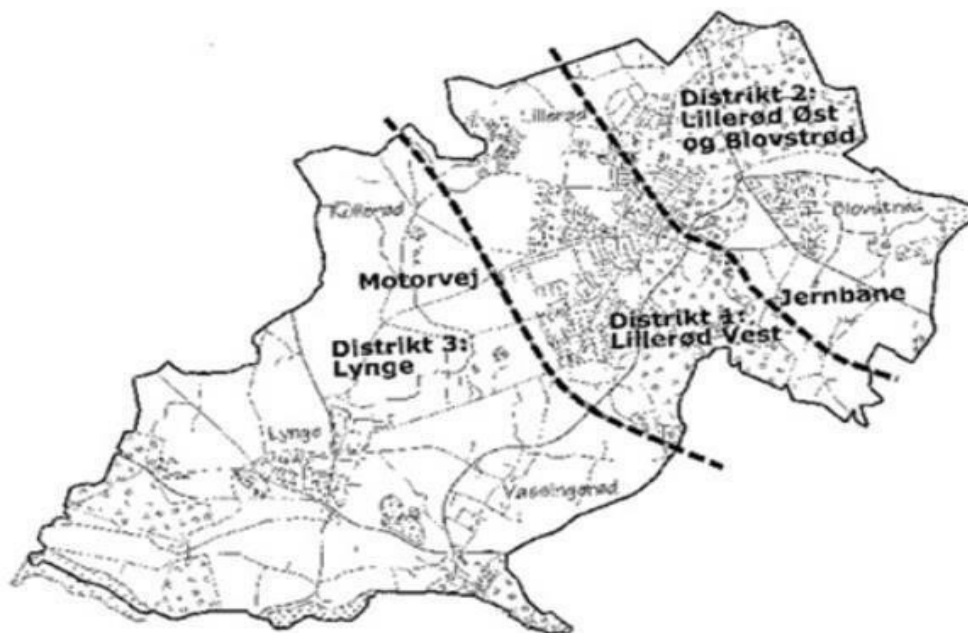 Distrikt 2:
Lillerød Øst
og Blovstrød
Lillerød
Kollerød
Blovstrød
Motorvej
Jernbane
Distrikt 1:
Lillerød Vest
Distrikt 3:
Lynge
Lynge
Vassingerød